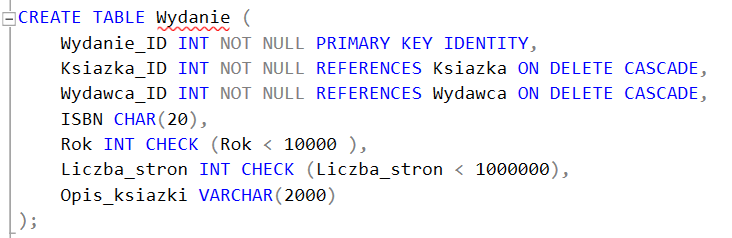 CREATE TABLE Wydanie (
Wydanie_ID INT NOT NULL PRIMARY KEY IDENTITY,
Ksiazka_ID INT NOT NULL REFERENCES Ksiazka ON DELETE CASCADE,
Wydawca_ID INT NOT NULL REFERENCES Wydawca ON DELETE CASCADE,
ISBN CHAR(20),
Rok INT CHECK (Rok < 10000 ),
Liczba_stron INT CHECK (Liczba_stron < 1000000),
Opis_ksiazki VARCHAR(2000)
);